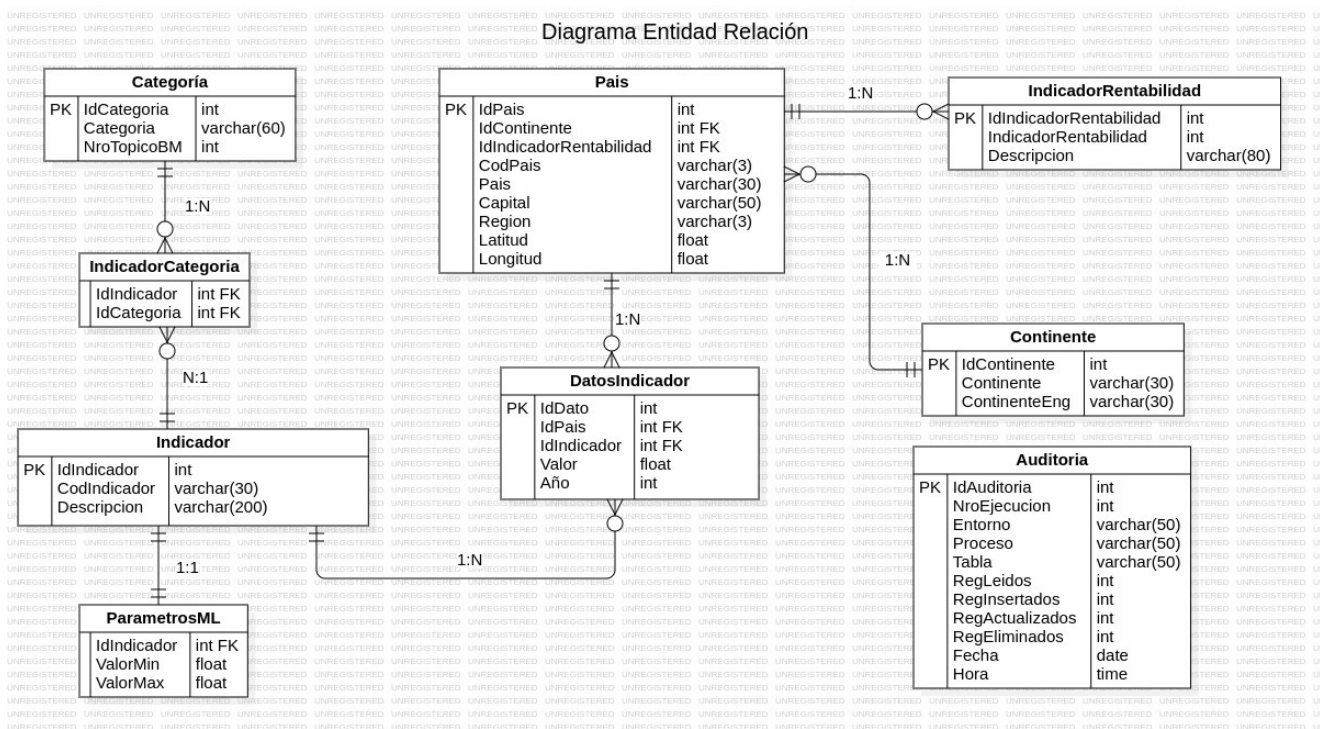 Diagrama Entidad Relación
Categoría
PK IdCategoria int
Categoria varchar(60)
NroTopicoBM int
1:N
IndicadorCategoria
IdIndicador int FK
IdCategoria int FK
N:1
Indicador
PK IdIndicador int
CodIndicador varchar(30)
Descripcion varchar(200)
1:1
ParametrosML
IdIndicador int FK
ValorMin float
ValorMax float
Pais
PK IdPais int
IdContinente int FK
IdIndicadorRentabilidad int FK
CodPais varchar(3)
Pais varchar(30)
Capital varchar(50)
Region varchar(3)
Latitud float
Longitud float
1:N
DatosIndicador
PK IdDato int
IdPais int FK
IdIndicador int FK
Valor float
Año int
1:N
1:N
IndicadorRentabilidad
PK IdIndicadorRentabilidad int
IndicadorRentabilidad int
Descripcion varchar(80)
1:N
Continente
PK IdContinente int
Continente varchar(30)
ContinenteEng varchar(30)
Auditoria
PK IdAuditoria int
NroEjecucion int
Entorno varchar(50)
Proceso varchar(50)
Tabla varchar(50)
RegLeidos int
RegInsertados int
RegActualizados int
RegEliminados int
Fecha date
Hora time
UNREGISTERED